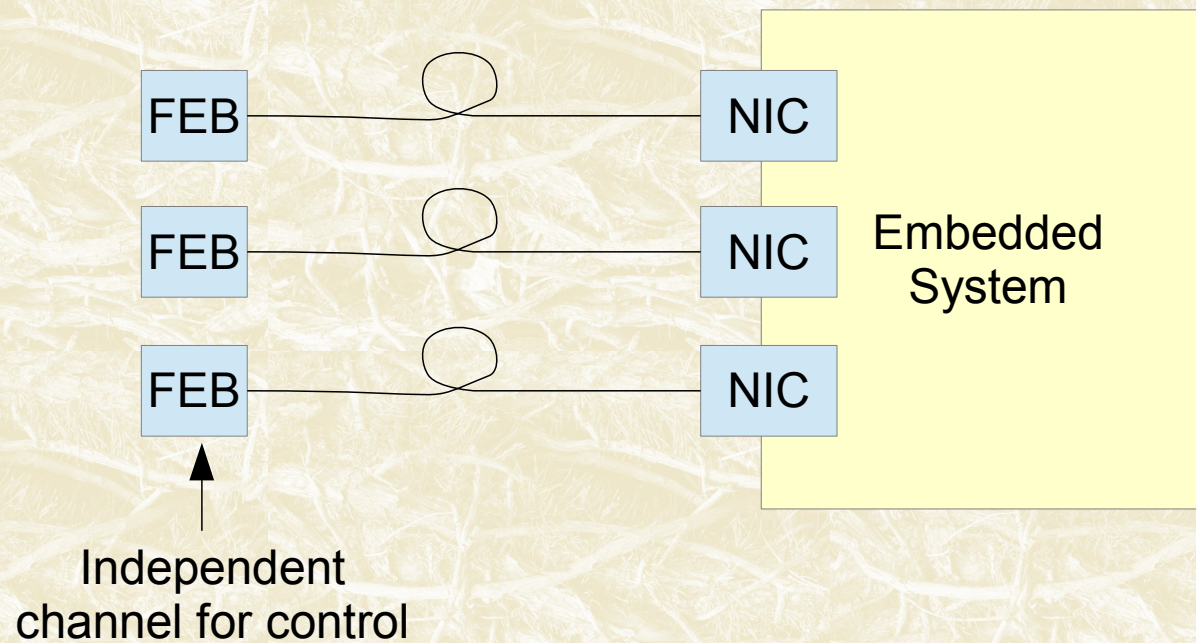 FEB
NIC
FEB
NIC
Embedded
System
FEB
NIC
Independent
channel for control